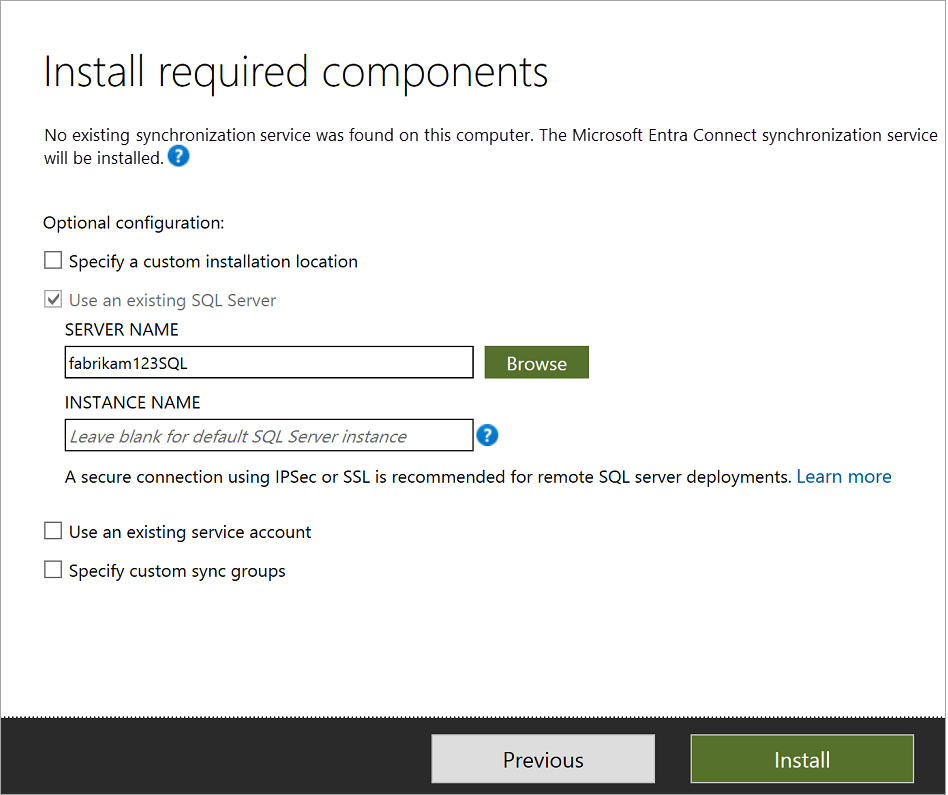 Install required components
No existing synchronization service was found on this computer. The Microsoft Entra Connect synchronization service
will be installed. ?
Optional configuration:
Specify a custom installation location
Use an existing SQL Server
SERVER NAME
fabrikam123SQL Browse
INSTANCE NAME
Leave blank for default SQL Server instance ?
A secure connection using IPSec or SSL is recommended for remote SQL server deployments. Learn more
Use an existing service account
Specify custom sync groups
Previous Install